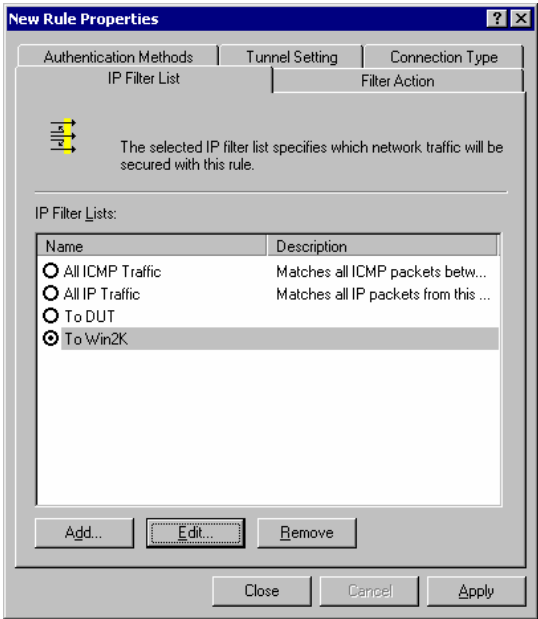 New Rule Properties
Authentication Methods Tunnel Setting Connection Type
IP Filter List Filter Action
The selected IP filter list specifies which network traffic will be
secured with this rule.
IP Filter Lists:
Name Description
All ICMP Traffic Matches all ICMP packets betw...
All IP Traffic Matches all IP packets from this ...
To DUT
To Win2K
Add... Edit... Remove
Close Cancel Apply